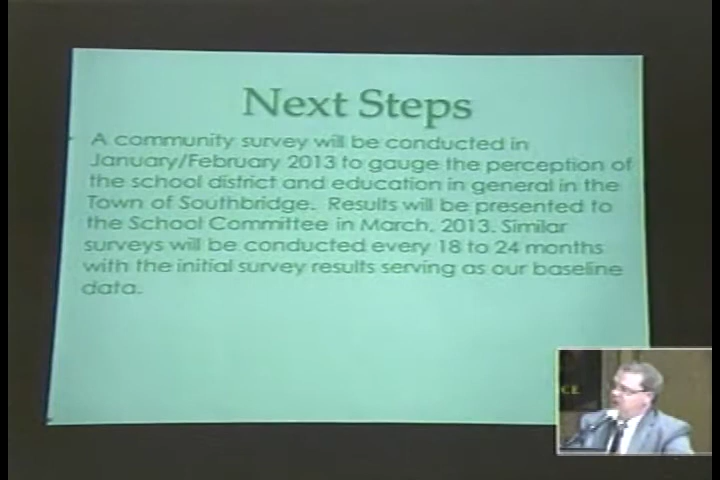 Next Steps
A community survey will be conducted in
January/February 2013 to gauge the perception of
the school district and education in general in the
Town of Southbridge.  Results will be presented to
the School Committee in March, 2013. Similar
surveys will be conducted every 18 to 24 months
with the initial survey results serving as our baseline
data.
CE